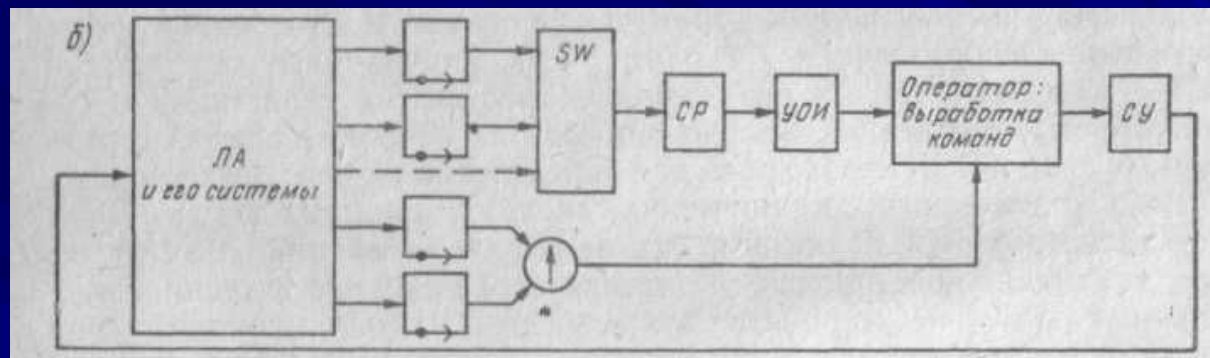 б)
ЛА
и его системы
SW
СР
УОИ
Оператор:
выработка
команд
СУ